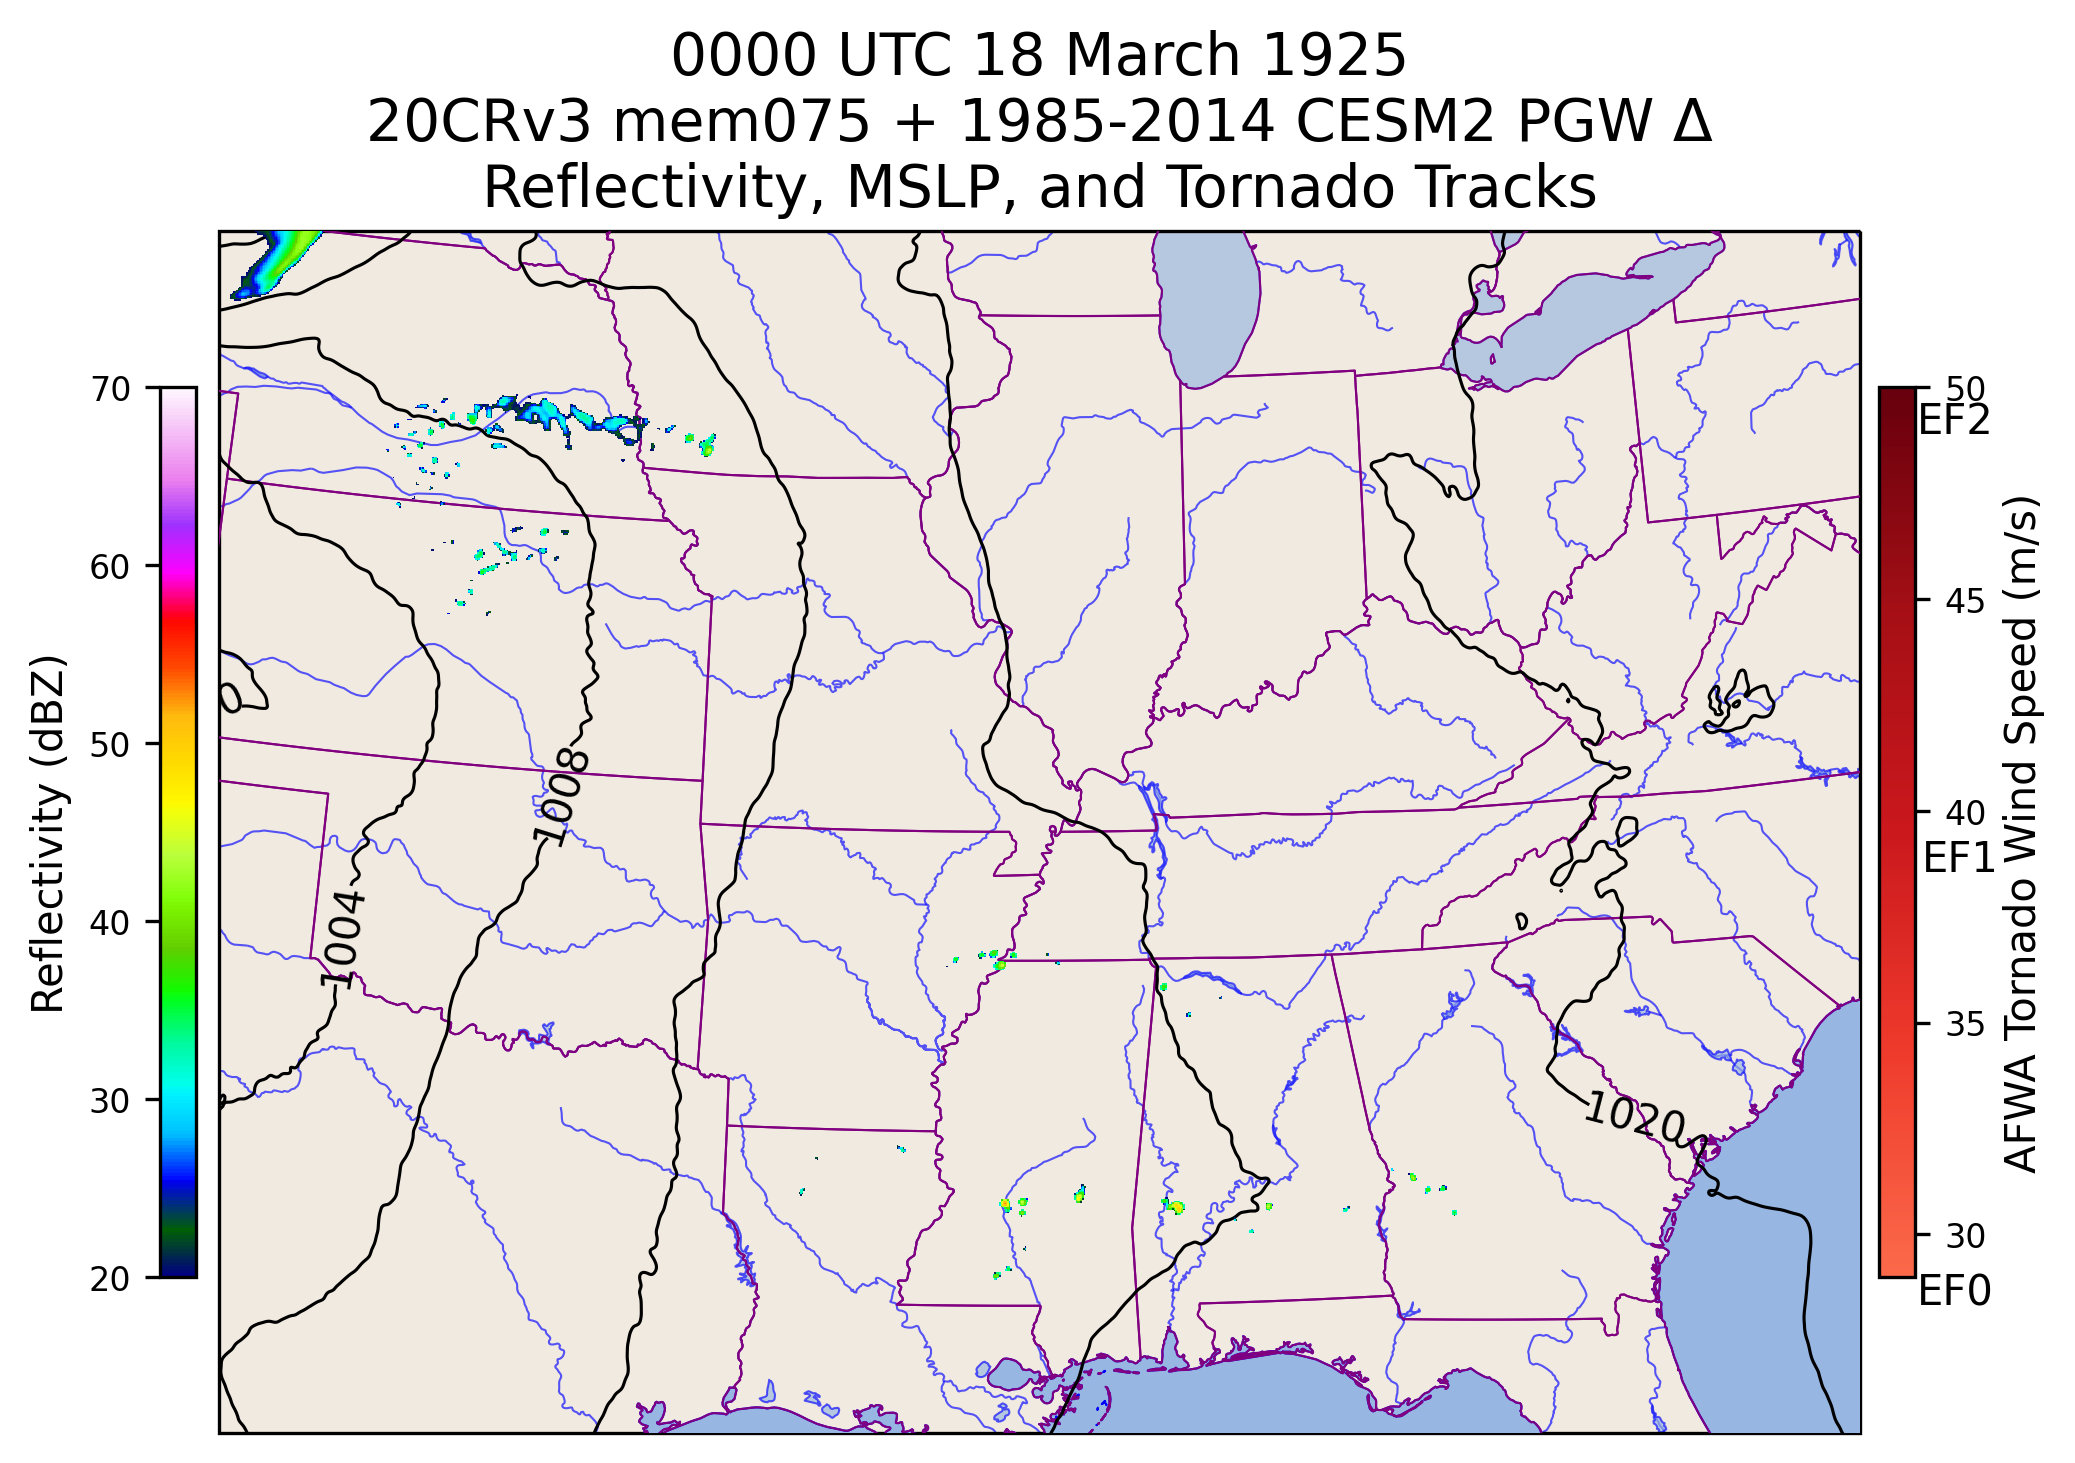 0000 UTC 18 March 1925
20CRv3 mem075 + 1985-2014 CESM2 PGW Δ
Reflectivity, MSLP, and Tornado Tracks
70
60
50
40
30
20
Reflectivity (dBZ)
0
1008
1004
1020
50
EF2
45
40
EF1
35
30
EF0
AFWA Tornado Wind Speed (m/s)